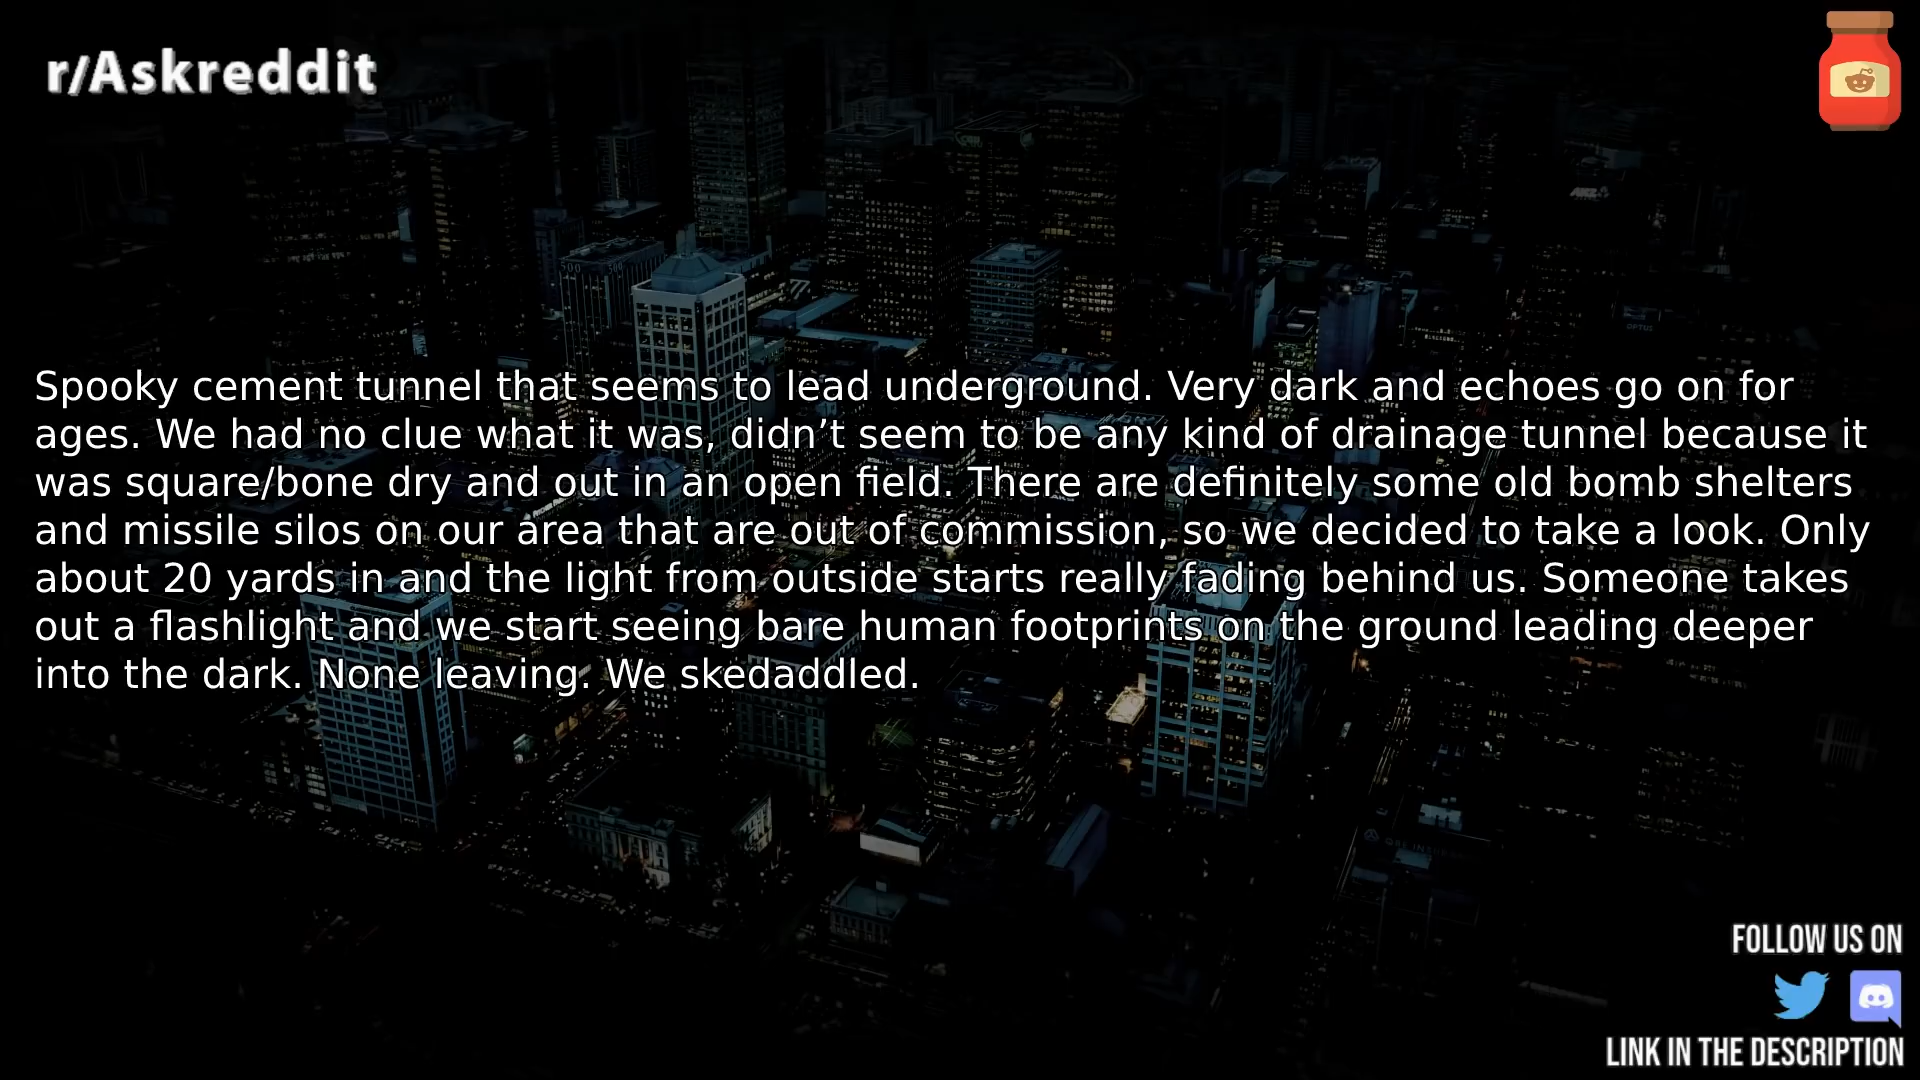 r/Askreddit
Spooky cement tunnel that seems to lead underground. Very dark and echoes go on for
ages. We had no clue what it was, didn’t seem to be any kind of drainage tunnel because it
was square/bone dry and out in an open field. There are definitely some old bomb shelters
and missile silos on our area that are out of commission, so we decided to take a look. Only
about 20 yards in and the light from outside starts really fading behind us. Someone takes
out a flashlight and we start seeing bare human footprints on the ground leading deeper
into the dark. None leaving. We skedaddled.
FOLLOW US ON
LINK IN THE DESCRIPTION